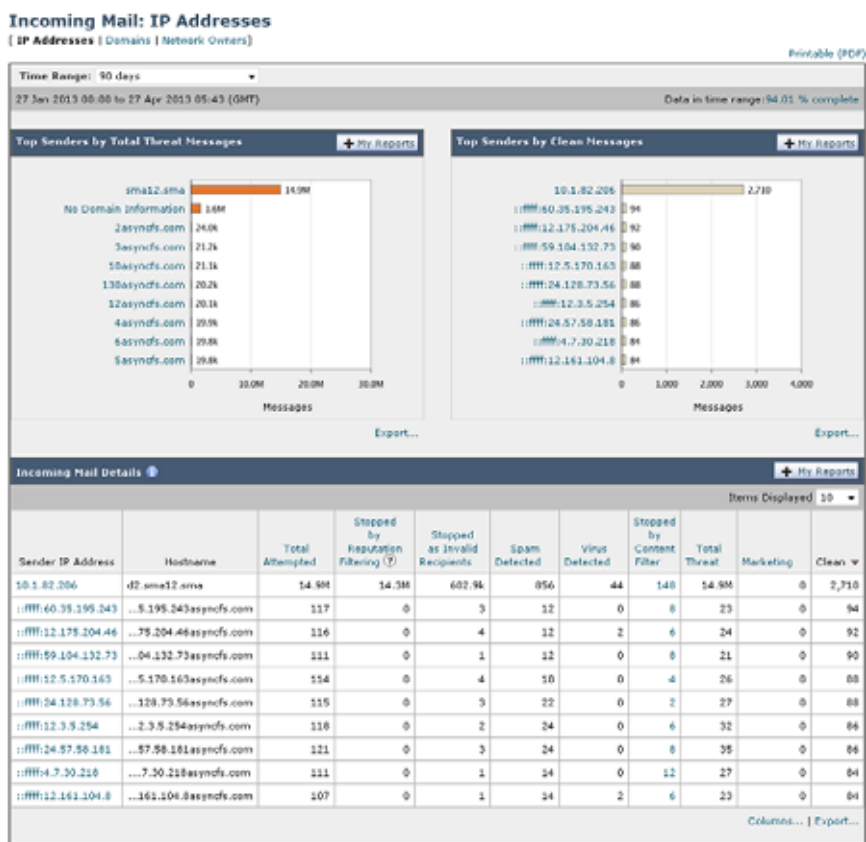 Incoming Mail: IP Addresses
[ IP Addresses | Domains | Network Owners]
Printable (PDF)
Time Range: 90 days
27 Jan 2013 00:00 to 27 Apr 2013 05:43 (GMT)
Data in time range:94.01 % complete
Top Senders by Total Threat Messages
+ My Reports
sma12.sma 14.9M
No Domain Information 1.6M
2asyncfs.com 24.0k
3asyncfs.com 21.2k
10asyncfs.com 21.1k
130asyncfs.com 20.2k
12asyncfs.com 20.1k
4asyncfs.com 19.9k
6asyncfs.com 19.8k
5asyncfs.com 19.8k
0 10.0M 20.0M 30.0M
Messages
Export...
Top Senders by Clean Messages
+ My Reports
10.1.82.206 2,710
::ffff:60.35.195.243 94
::ffff:12.175.204.46 92
::ffff:59.104.132.73 90
::ffff:12.5.170.163 88
::ffff:24.128.73.56 88
::ffff:12.3.5.254 86
::ffff:24.57.58.181 86
::ffff:4.7.30.218 84
::ffff:12.161.104.8 84
0 1,000 2,000 3,000 4,000
Messages
Export...
Incoming Mail Details
+ My Reports
Items Displayed 10
Sender IP Address Hostname Total Attempted Stopped by Reputation Filtering (?) Stopped as Invalid Recipients Spam Detected Virus Detected Stopped by Content Filter Total Threat Marketing Clean
10.1.82.206 d2.sma12.sma 14.9M 14.3M 602.9k 856 44 148 14.9M 0 2,710
::ffff:60.35.195.243 ...5.195.243asyncfs.com 117 0 3 12 0 8 23 0 94
::ffff:12.175.204.46 ...75.204.46asyncfs.com 116 0 4 12 2 6 24 0 92
::ffff:59.104.132.73 ...04.132.73asyncfs.com 111 0 1 12 0 8 21 0 90
::ffff:12.5.170.163 ...5.170.163asyncfs.com 114 0 4 18 0 4 26 0 88
::ffff:24.128.73.56 ...128.73.56asyncfs.com 115 0 3 22 0 2 27 0 88
::ffff:12.3.5.254 ...2.3.5.254asyncfs.com 118 0 2 24 0 6 32 0 86
::ffff:24.57.58.181 ...57.58.181asyncfs.com 121 0 3 24 0 8 35 0 86
::ffff:4.7.30.218 ....7.30.218asyncfs.com 111 0 1 14 0 12 27 0 84
::ffff:12.161.104.8 ...161.104.8asyncfs.com 107 0 1 14 2 6 23 0 84
Columns... | Export...